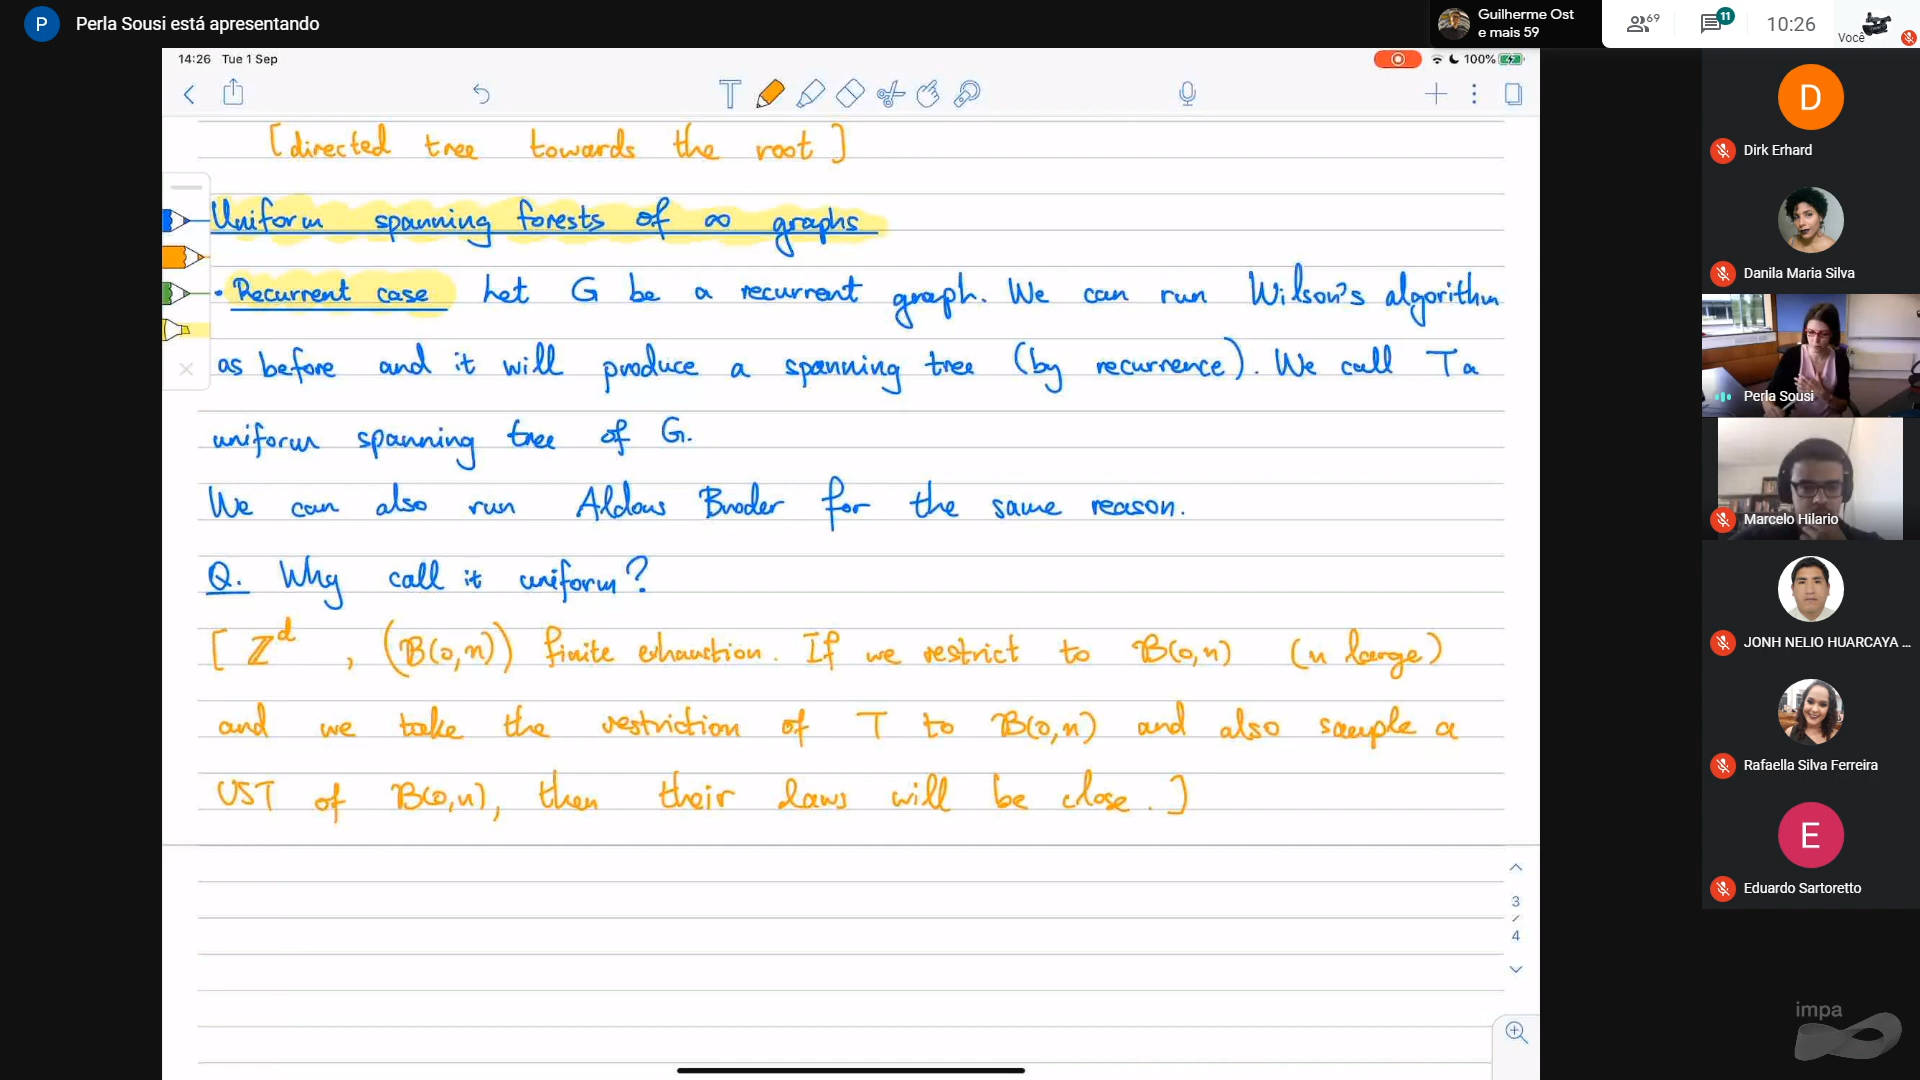 P Perla Sousi está apresentando
Guilherme Ost
e mais 59
69
11
10:26
Você
14:26 Tue 1 Sep
100%
[directed tree towards the root]
Uniform spanning forests of ∞ graphs
• Recurrent case Let G be a recurrent graph. We can run Wilson's algorithm
as before and it will produce a spanning tree (by recurrence). We call T a
uniform spanning tree of G.
We can also run Aldous Broder for the same reason.
Q. Why call it uniform?
[ ℤ^d , (B(0,n)) finite exhaustion. If we restrict to B(0,n) (n large)
and we take the restriction of T to B(0,n) and also sample a
UST of B(0,n), then their laws will be close. ]
3
/
4
D
Dirk Erhard
Danila Maria Silva
Perla Sousi
Marcelo Hilario
JONH NELIO HUARCAYA ...
Rafaella Silva Ferreira
E
Eduardo Sartoretto
impa